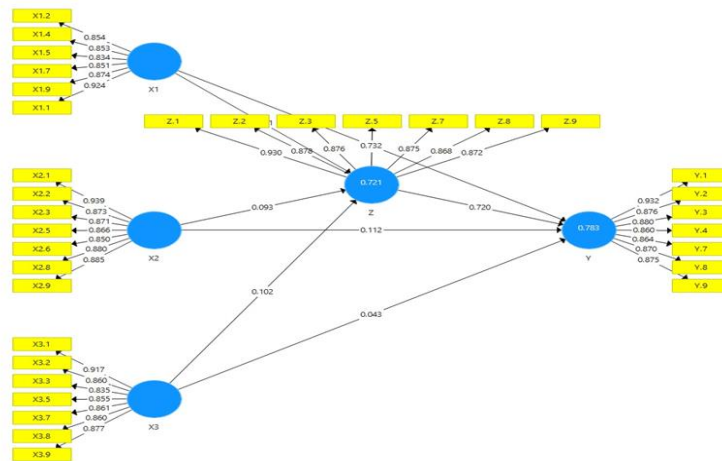 X1.2
X1.4
X1.5
X1.7
X1.9
X1.1
0.854
0.853
0.834
0.851
0.874
0.924
X1
Z.1
Z.2
Z.3
Z.5
Z.7
Z.8
Z.9
0.930
0.878
0.876
0.732
0.875
0.868
0.872
0.721
Z
X2.1
X2.2
X2.3
X2.5
X2.6
X2.8
X2.9
0.939
0.873
0.871
0.866
0.850
0.880
0.885
X2
0.093
0.112
0.720
0.783
Y
Y.1
Y.2
Y.3
Y.4
Y.7
Y.8
Y.9
0.932
0.876
0.880
0.860
0.864
0.870
0.875
0.102
0.043
X3.1
X3.2
X3.3
X3.5
X3.7
X3.8
X3.9
0.917
0.860
0.835
0.855
0.861
0.860
0.877
X3